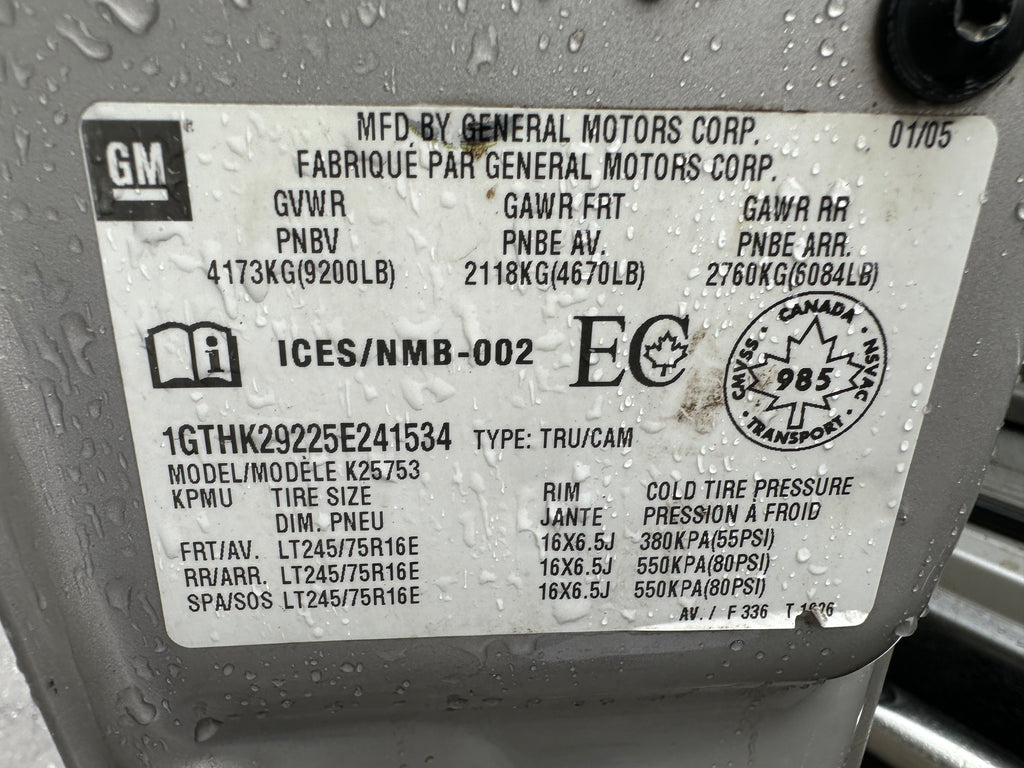 GM
MFD BY GENERAL MOTORS CORP. 01/05
FABRIQUÉ PAR GENERAL MOTORS CORP.
GVWR GAWR FRT GAWR RR
PNBV PNBE AV. PNBE ARR.
4173KG(9200LB) 2118KG(4670LB) 2760KG(6084LB)
i ICES/NMB-002 EC
CANADA
CMVSS 985 NSVAC
TRANSPORT
1GTHK29225E241534 TYPE: TRU/CAM
MODEL/MODÈLE K25753
KPMU TIRE SIZE RIM COLD TIRE PRESSURE
DIM. PNEU JANTE PRESSION À FROID
FRT/AV. LT245/75R16E 16X6.5J 380KPA(55PSI)
RR/ARR. LT245/75R16E 16X6.5J 550KPA(80PSI)
SPA/SOS LT245/75R16E 16X6.5J 550KPA(80PSI)
AV. / F 336 T